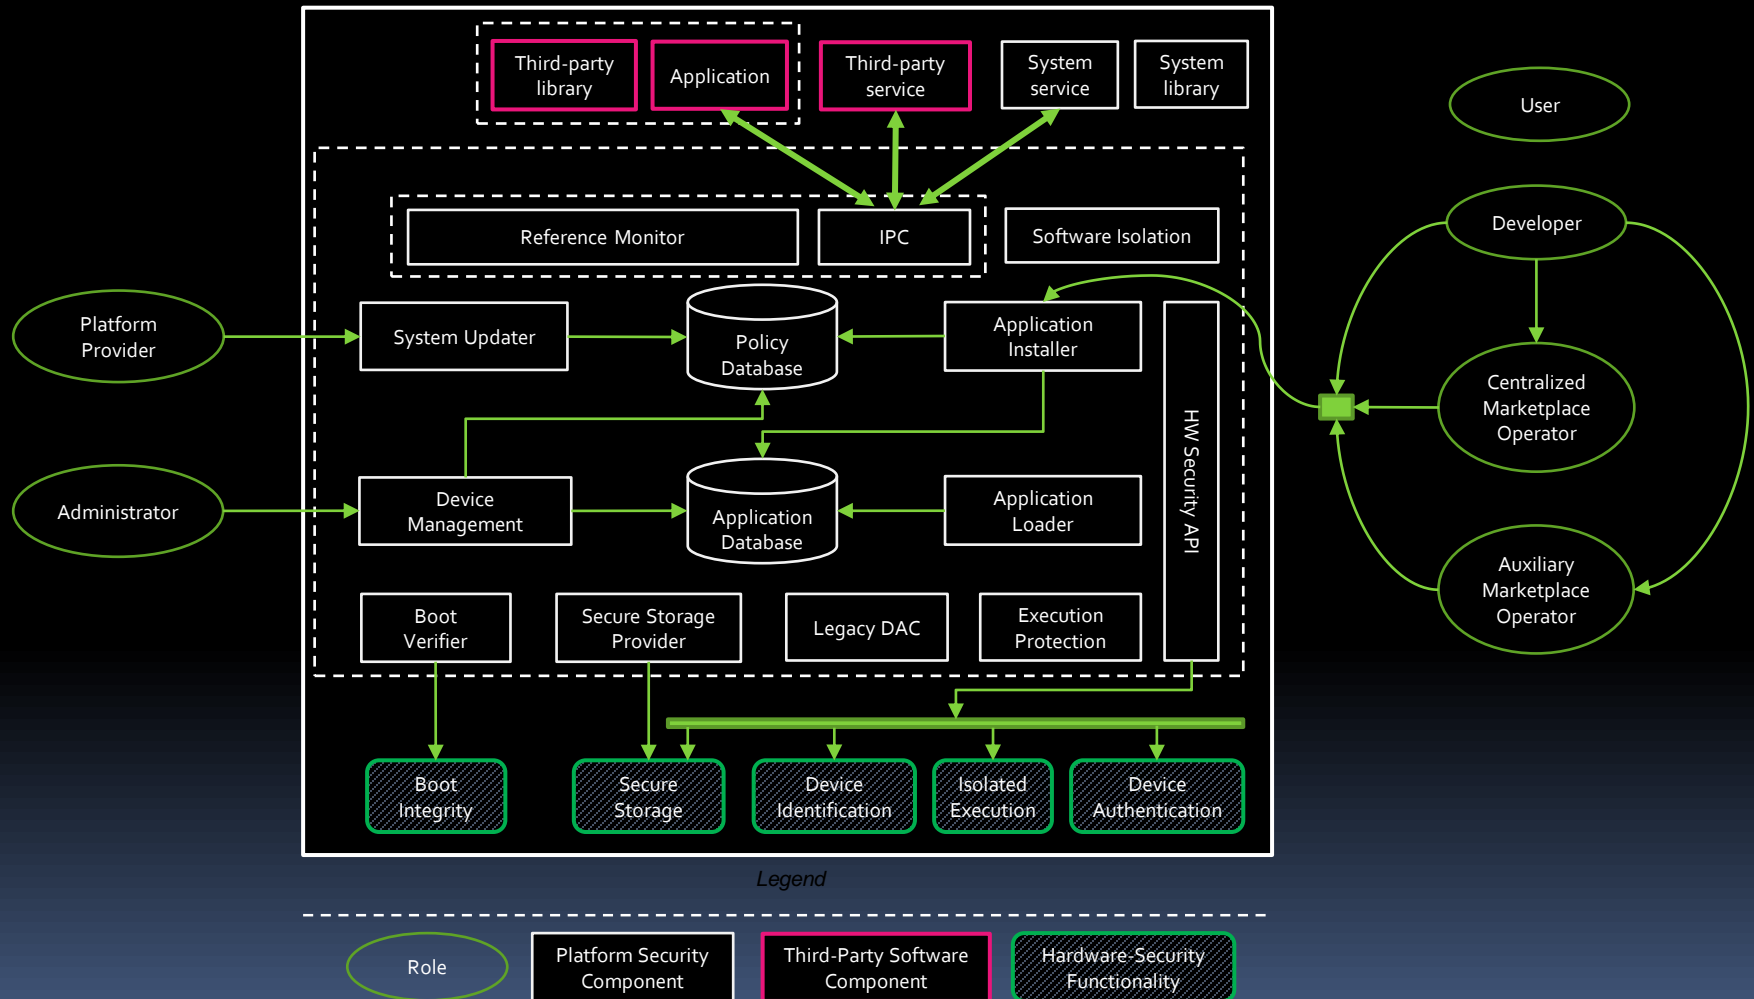 Third-party
library
Application
Third-party
service
System
service
System
library
User
Developer
Reference Monitor
IPC
Software Isolation
Platform
Provider
System Updater
Policy
Database
Application
Installer
HW Security API
Centralized
Marketplace
Operator
Administrator
Device
Management
Application
Database
Application
Loader
Auxiliary
Marketplace
Operator
Boot
Verifier
Secure Storage
Provider
Legacy DAC
Execution
Protection
Boot
Integrity
Secure
Storage
Device
Identification
Isolated
Execution
Device
Authentication
Legend
Role
Platform Security
Component
Third-Party Software
Component
Hardware-Security
Functionality